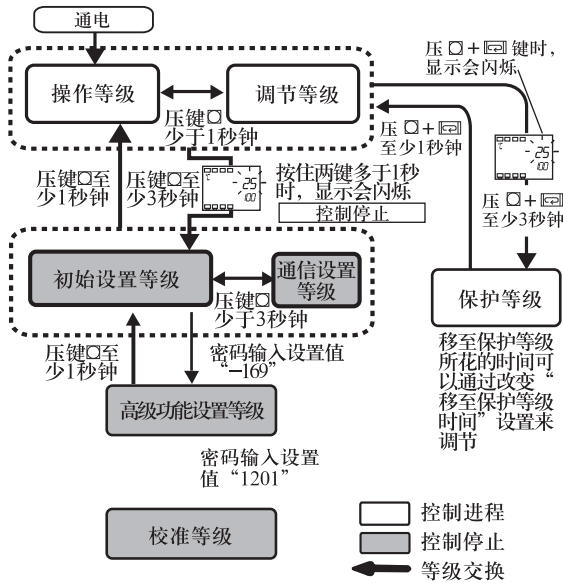 通电
操作等级
调节等级
压键
少于1秒钟
压 + 键时，
显示会闪烁
压 +
至少1秒钟
-25
100
压 +
至少3秒钟
压键至
少1秒钟
压键至
少3秒钟
-25
100
按住两键多于1秒
时，显示会闪烁
控制停止
初始设置等级
通信设置
等级
压键
少于3秒钟
保护等级
移至保护等级
所花的时间可
以通过改变“
移至保护等级
时间”设置来
调节
压键至
少1秒钟
密码输入设置值
“−169”
高级功能设置等级
密码输入设置
值“1201”
校准等级
控制进程
控制停止
等级交换